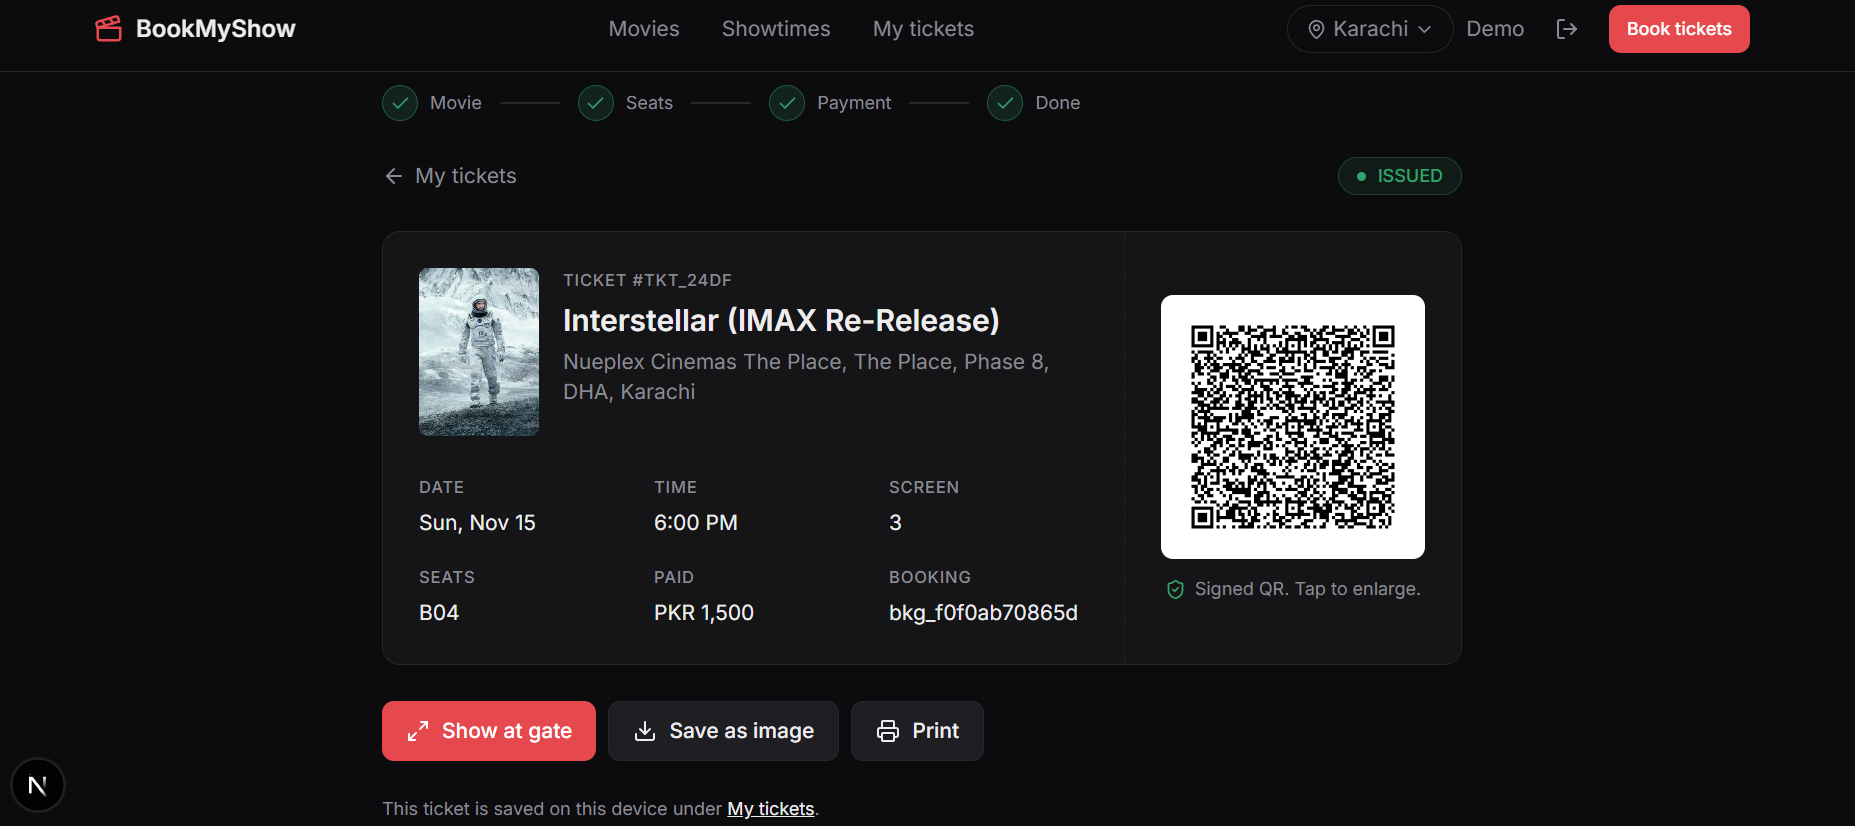 BookMyShow
Movies
Showtimes
My tickets
Karachi
Demo
Book tickets
Movie
Seats
Payment
Done
My tickets
ISSUED
TICKET #TKT_24DF
Interstellar (IMAX Re-Release)
Nueplex Cinemas The Place, The Place, Phase 8,
DHA, Karachi
DATE
TIME
SCREEN
Sun, Nov 15
6:00 PM
3
SEATS
PAID
BOOKING
B04
PKR 1,500
bkg_f0f0ab70865d
Signed QR. Tap to enlarge.
Show at gate
Save as image
Print
N
This ticket is saved on this device under My tickets.